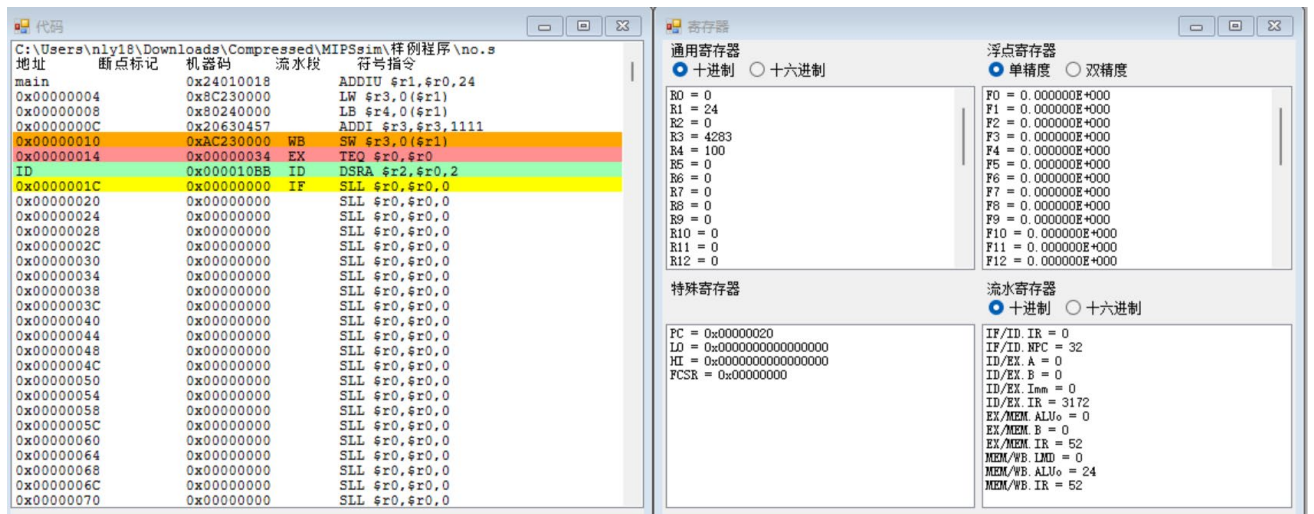 代码
C:\Users\nly18\Downloads\Compressed\MIPSsim\样例程序\no.s
地址 断点标记 机器码 流水段 符号指令
main 0x24010018 ADDIU $r1,$r0,24
0x00000004 0x8C230000 LW $r3,0($r1)
0x00000008 0x80240000 LB $r4,0($r1)
0x0000000C 0x20630457 ADDI $r3,$r3,1111
0x00000010 0xAC230000 WB SW $r3,0($r1)
0x00000014 0x00000034 EX TEQ $r0,$r0
ID 0x000010BB ID DSRA $r2,$r0,2
0x0000001C 0x00000000 IF SLL $r0,$r0,0
0x00000020 0x00000000 SLL $r0,$r0,0
0x00000024 0x00000000 SLL $r0,$r0,0
0x00000028 0x00000000 SLL $r0,$r0,0
0x0000002C 0x00000000 SLL $r0,$r0,0
0x00000030 0x00000000 SLL $r0,$r0,0
0x00000034 0x00000000 SLL $r0,$r0,0
0x00000038 0x00000000 SLL $r0,$r0,0
0x0000003C 0x00000000 SLL $r0,$r0,0
0x00000040 0x00000000 SLL $r0,$r0,0
0x00000044 0x00000000 SLL $r0,$r0,0
0x00000048 0x00000000 SLL $r0,$r0,0
0x0000004C 0x00000000 SLL $r0,$r0,0
0x00000050 0x00000000 SLL $r0,$r0,0
0x00000054 0x00000000 SLL $r0,$r0,0
0x00000058 0x00000000 SLL $r0,$r0,0
0x0000005C 0x00000000 SLL $r0,$r0,0
0x00000060 0x00000000 SLL $r0,$r0,0
0x00000064 0x00000000 SLL $r0,$r0,0
0x00000068 0x00000000 SLL $r0,$r0,0
0x0000006C 0x00000000 SLL $r0,$r0,0
0x00000070 0x00000000 SLL $r0,$r0,0
寄存器
通用寄存器
十进制 十六进制
R0 = 0
R1 = 24
R2 = 0
R3 = 4283
R4 = 100
R5 = 0
R6 = 0
R7 = 0
R8 = 0
R9 = 0
R10 = 0
R11 = 0
R12 = 0
浮点寄存器
单精度 双精度
F0 = 0.000000E+000
F1 = 0.000000E+000
F2 = 0.000000E+000
F3 = 0.000000E+000
F4 = 0.000000E+000
F5 = 0.000000E+000
F6 = 0.000000E+000
F7 = 0.000000E+000
F8 = 0.000000E+000
F9 = 0.000000E+000
F10 = 0.000000E+000
F11 = 0.000000E+000
F12 = 0.000000E+000
特殊寄存器
PC = 0x00000020
LO = 0x0000000000000000
HI = 0x0000000000000000
FCSR = 0x00000000
流水寄存器
十进制 十六进制
IF/ID.IR = 0
IF/ID.NPC = 32
ID/EX.A = 0
ID/EX.B = 0
ID/EX.Imm = 0
ID/EX.IR = 3172
EX/MEM.ALUo = 0
EX/MEM.B = 0
EX/MEM.IR = 52
MEM/WB.LMD = 0
MEM/WB.ALUo = 24
MEM/WB.IR = 52